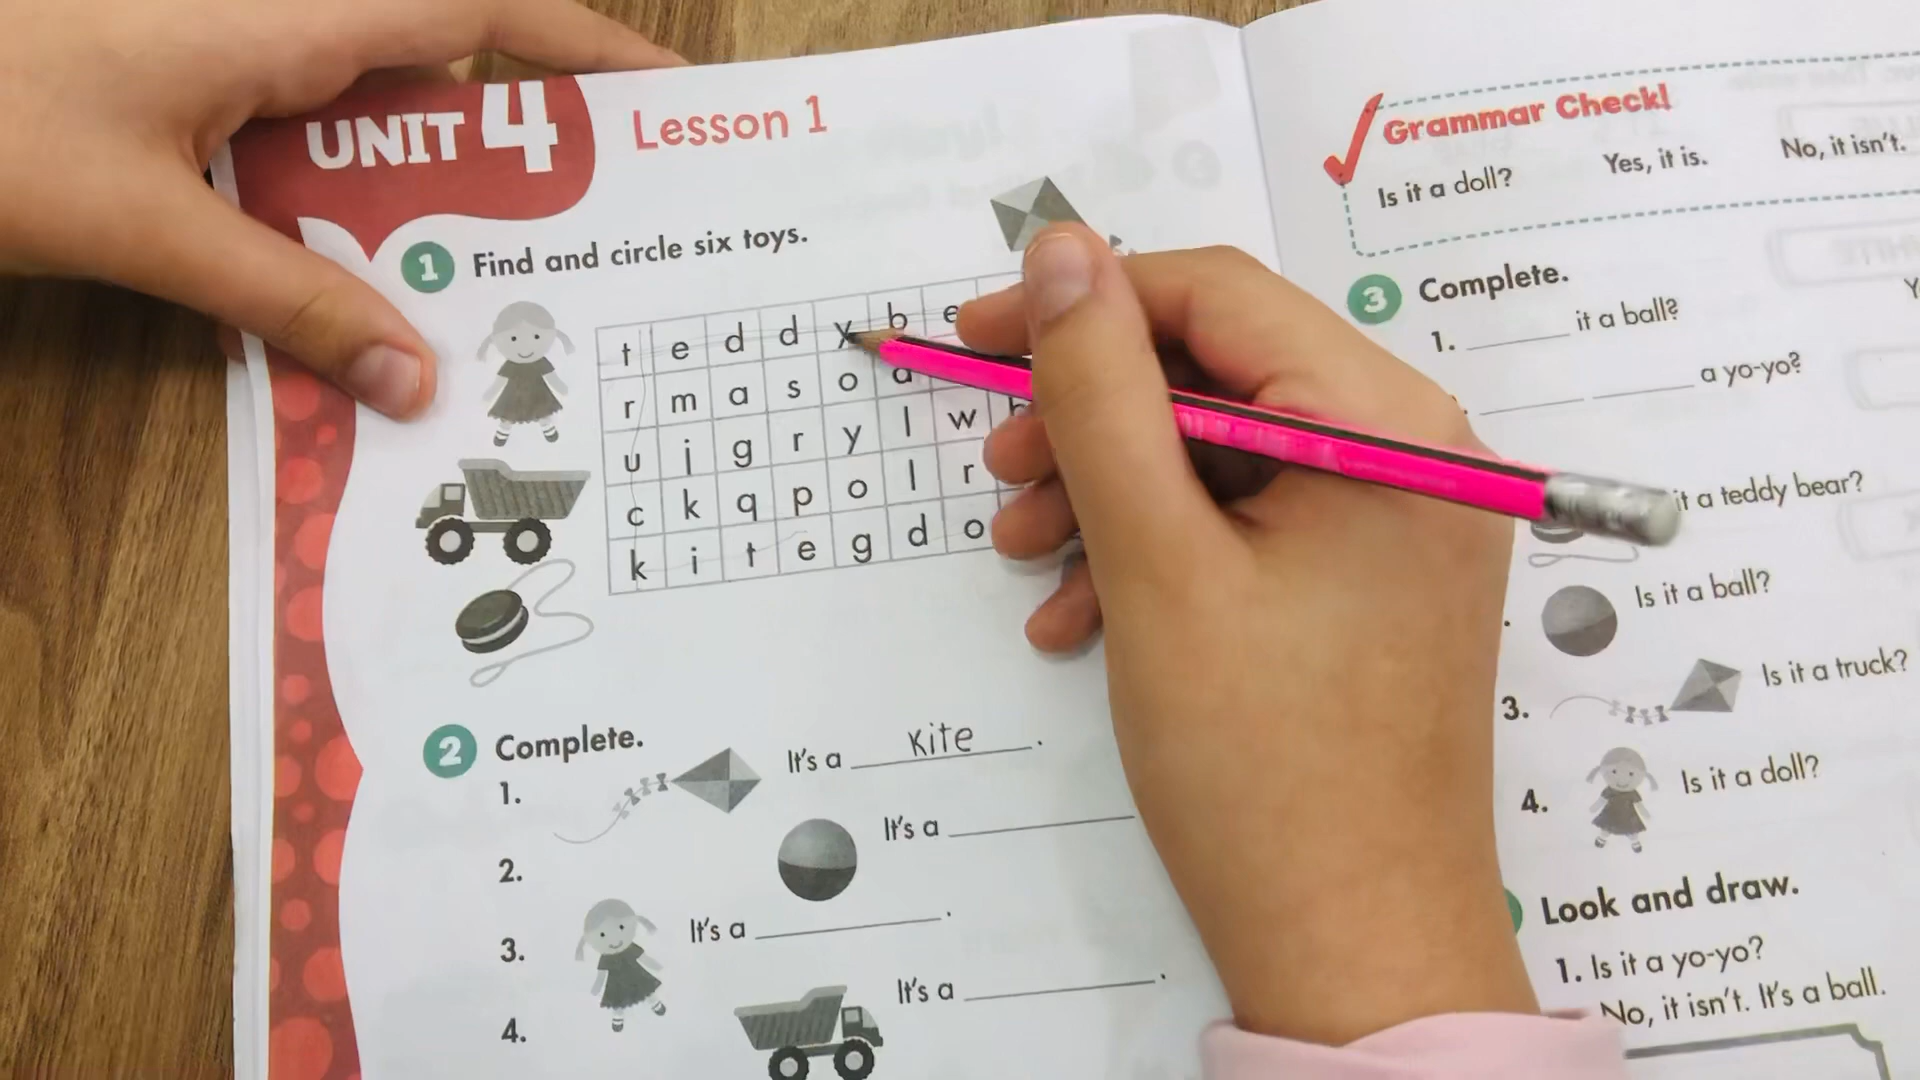 UNIT 4 Lesson 1
1 Find and circle six toys.
t e d d y b e
r m a s o a
u j g r y l w
c k q p o l r
k i t e g d o
2 Complete.
1. It's a Kite.
2. It's a
3. It's a .
4. It's a .
Grammar Check!
Is it a doll? Yes, it is. No, it isn't.
3 Complete.
1. it a ball?
a yo-yo?
it a teddy bear?
Is it a ball?
3. Is it a truck?
4. Is it a doll?
Look and draw.
1. Is it a yo-yo?
No, it isn't. It's a ball.